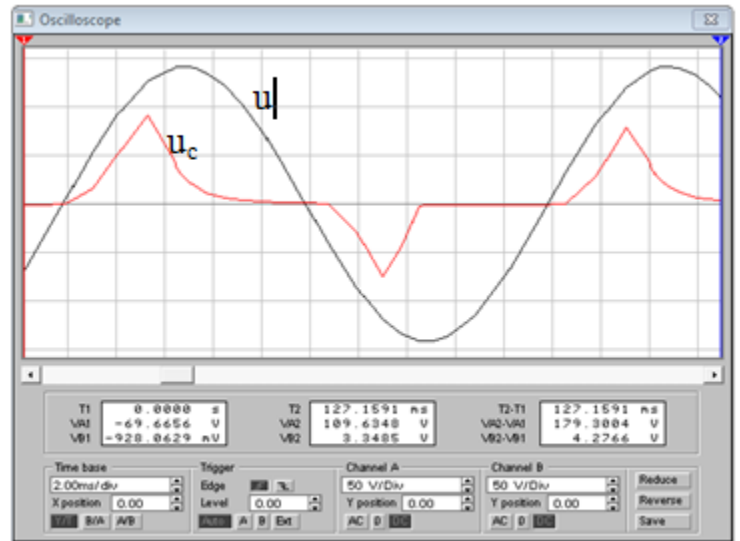 Oscilloscope
u
uc
T1 0.0000 s T2 127.1591 ms T2-T1 127.1591 ms
VA1 -69.6656 V VA2 109.6348 V VA2-VA1 179.3004 V
VB1 -928.0629 mV VB2 3.3485 V VB2-VB1 4.2766 V
Time base Trigger Channel A Channel B
2.00ms/div Edge 50 V/Div 50 V/Div Reduce
X position 0.00 Level 0.00 Y position 0.00 Y position 0.00 Reverse
Y/T B/A A/B Auto A B Ext AC 0 DC AC 0 DC Save